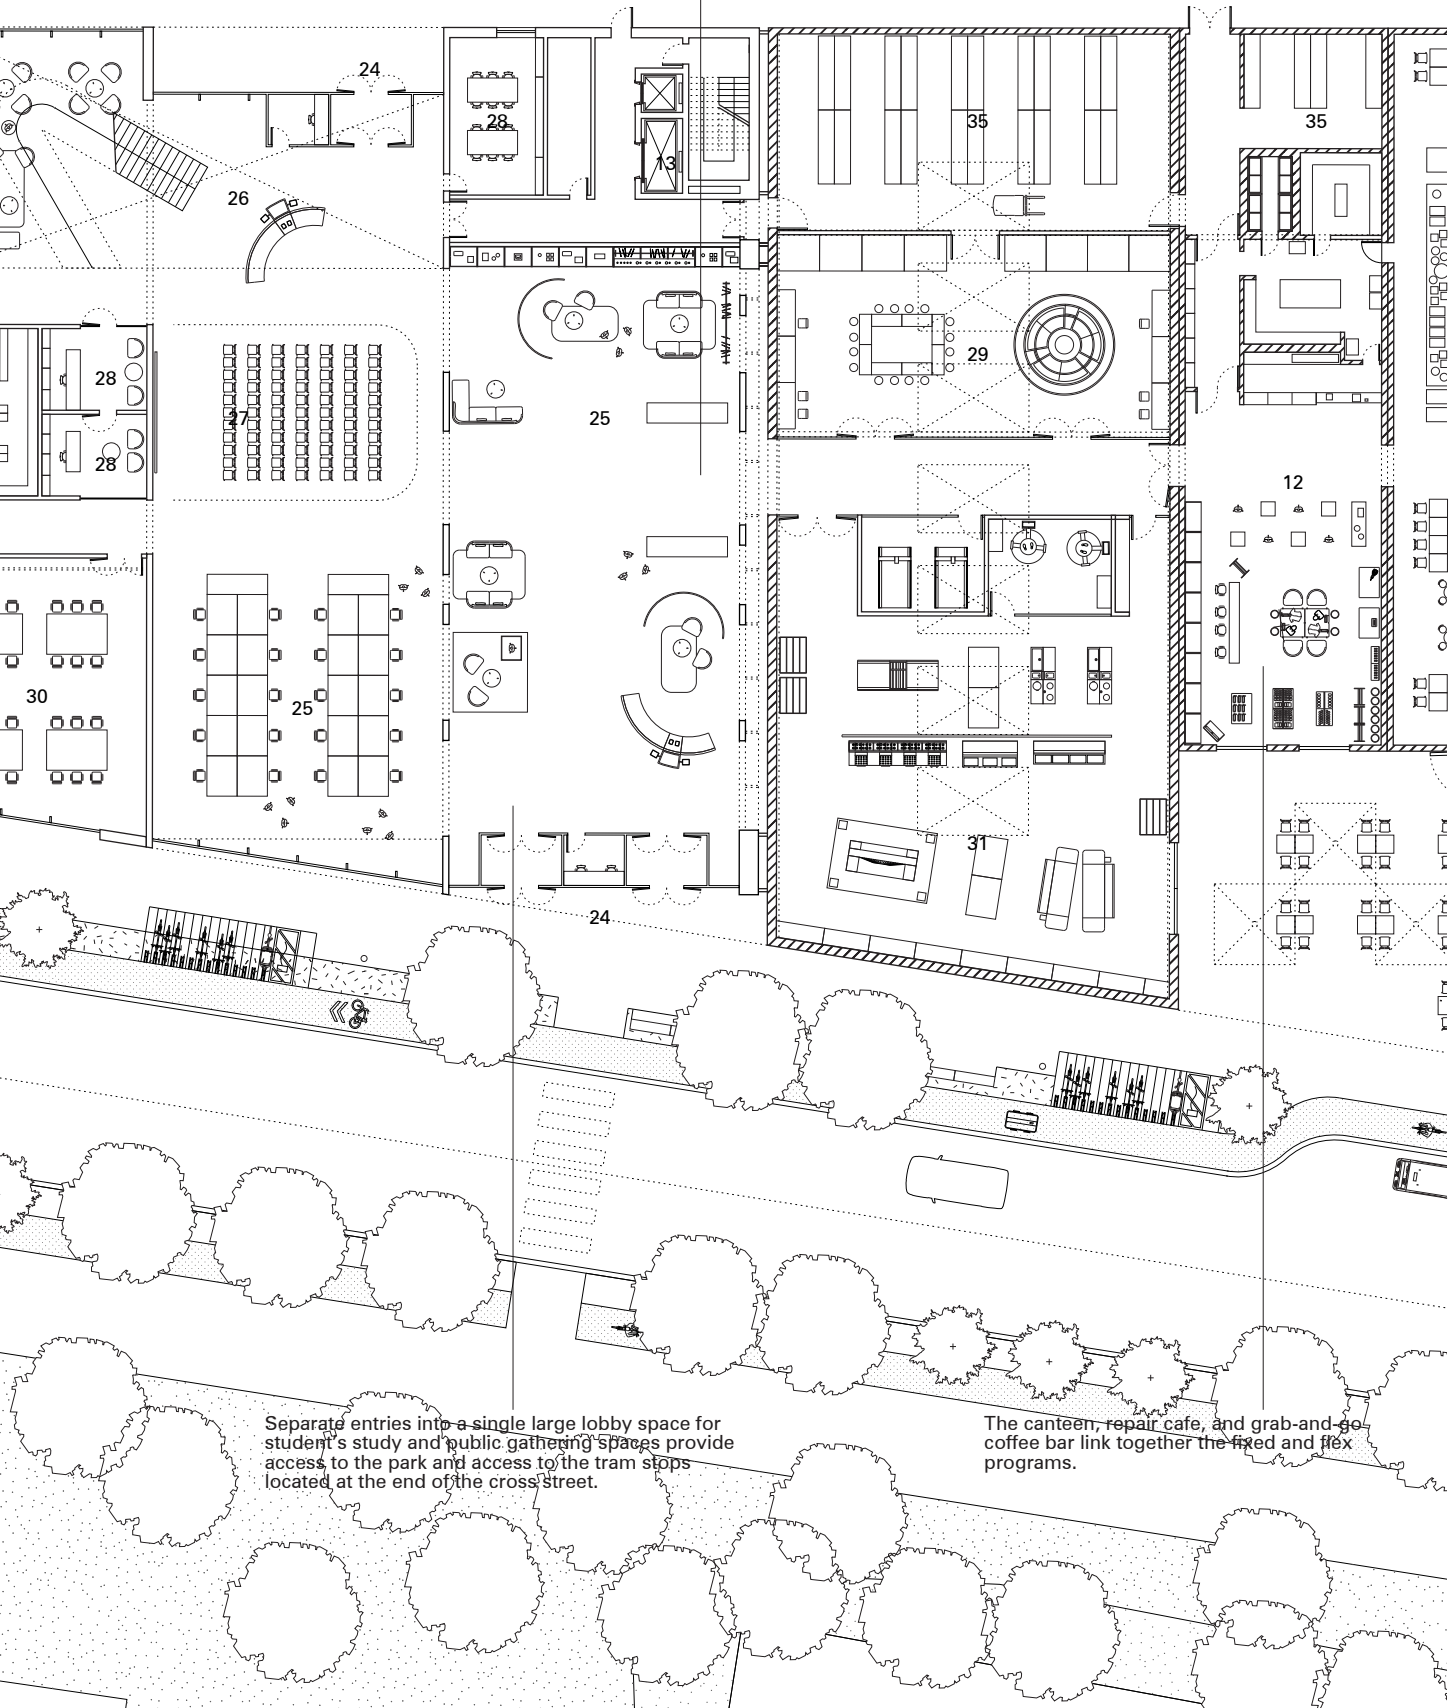 24
28
35
35
13
26
29
28
27
25
28
12
30
25
31
24
Separate entries into a single large lobby space for
student's study and public gathering spaces provide
access to the park and access to the tram stops
located at the end of the cross street.
The canteen, repair cafe, and grab-and-go
coffee bar link together the fixed and flex
programs.